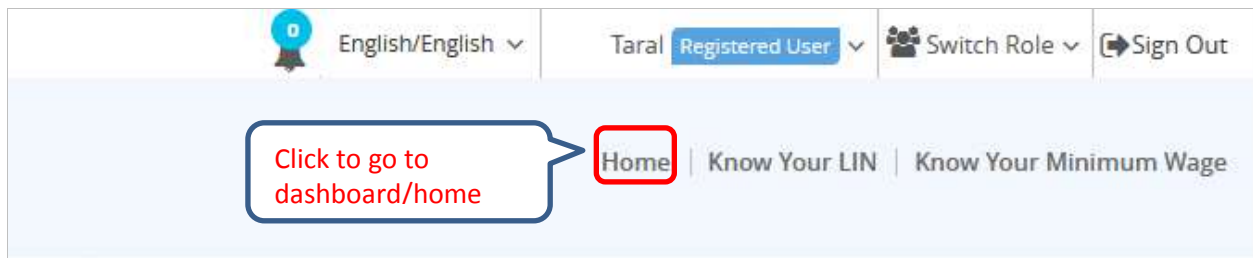 0
English/English
Taral Registered User
Switch Role
Sign Out
Click to go to
dashboard/home
Home | Know Your LIN | Know Your Minimum Wage